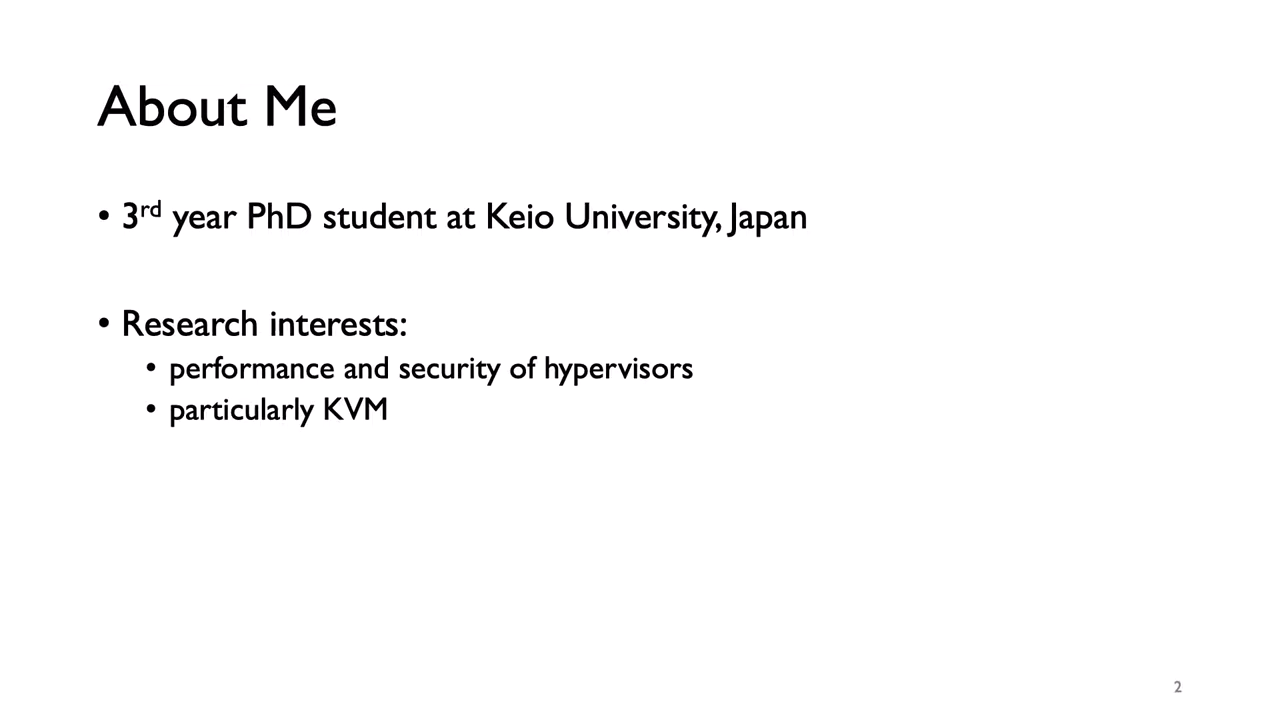 About Me
• 3rd year PhD student at Keio University, Japan
• Research interests:
• performance and security of hypervisors
• particularly KVM
2